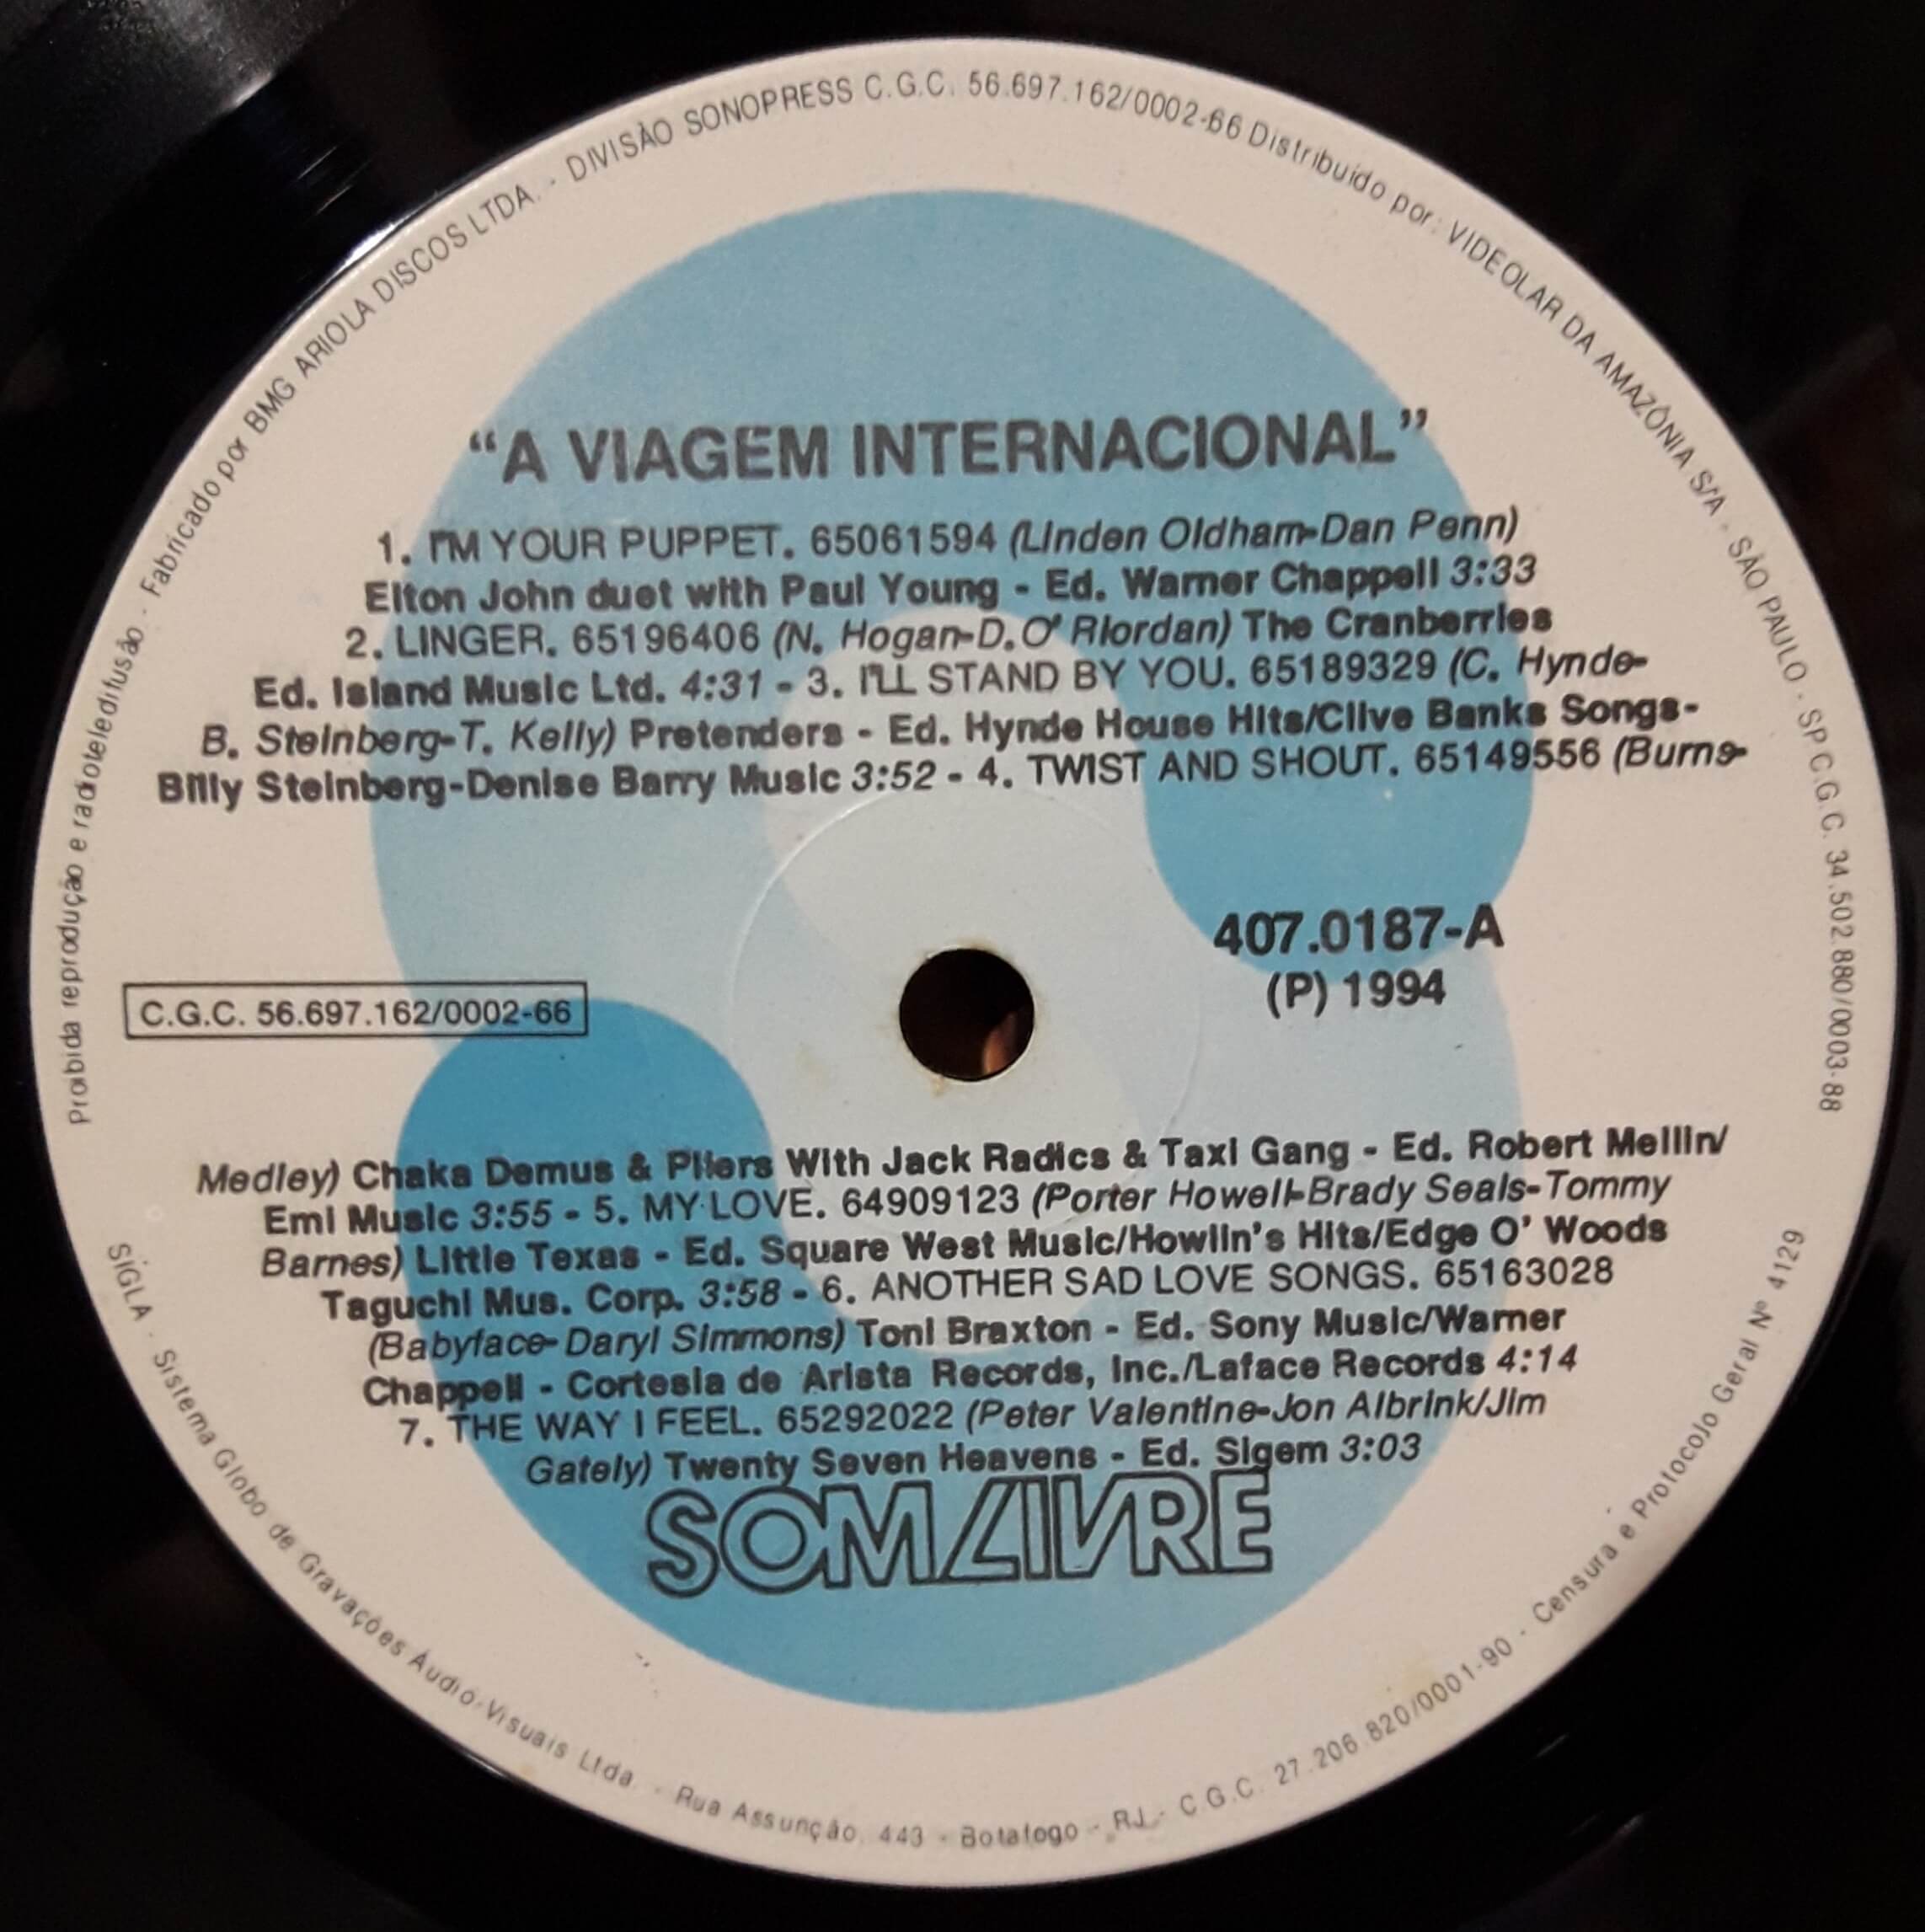 Proibida reprodução e radioteledifusão - Fabricado por BMG ARIOLA DISCOS LTDA. - DIVISÃO SONOPRESS C.G.C. 56.697.162/0002-66 Distribuído por: VIDEOLAR DA AMAZÔNIA S/A - SÃO PAULO - SP C.G.C. 34.502.880/0003-88
“A VIAGEM INTERNACIONAL”
1. I'M YOUR PUPPET. 65061594 (Linden Oldham-Dan Penn)
Elton John duet with Paul Young - Ed. Warner Chappell 3:33
2. LINGER. 65196406 (N. Hogan-D.O' Riordan) The Cranberries
Ed. Island Music Ltd. 4:31 - 3. I'LL STAND BY YOU. 65189329 (C. Hynde-
B. Steinberg-T. Kelly) Pretenders - Ed. Hynde House Hits/Clive Banks Songs-
Billy Steinberg-Denise Barry Music 3:52 - 4. TWIST AND SHOUT. 65149556 (Burns-
407.0187-A
(P) 1994
C.G.C. 56.697.162/0002-66
Medley) Chaka Demus & Pliers With Jack Radics & Taxi Gang - Ed. Robert Mellin/
Emi Music 3:55 - 5. MY LOVE. 64909123 (Porter Howell-Brady Seals-Tommy
Barnes) Little Texas - Ed. Square West Music/Howlin's Hits/Edge O' Woods
Taguchi Mus. Corp. 3:58 - 6. ANOTHER SAD LOVE SONGS. 65163028
(Babyface-Daryl Simmons) Toni Braxton - Ed. Sony Music/Warner
Chappell - Cortesia de Arista Records, Inc./Laface Records 4:14
7. THE WAY I FEEL. 65292022 (Peter Valentine-Jon Albrink/Jim
Gately) Twenty Seven Heavens - Ed. Sigem 3:03
SOM LIVRE
SIGLA - Sistema Globo de Gravações Áudio-Visuais Ltda. - Rua Assunção, 443 - Botafogo - RJ - C.G.C. 27.206.820/0001-90 - Censura e Protocolo Geral Nº 4129